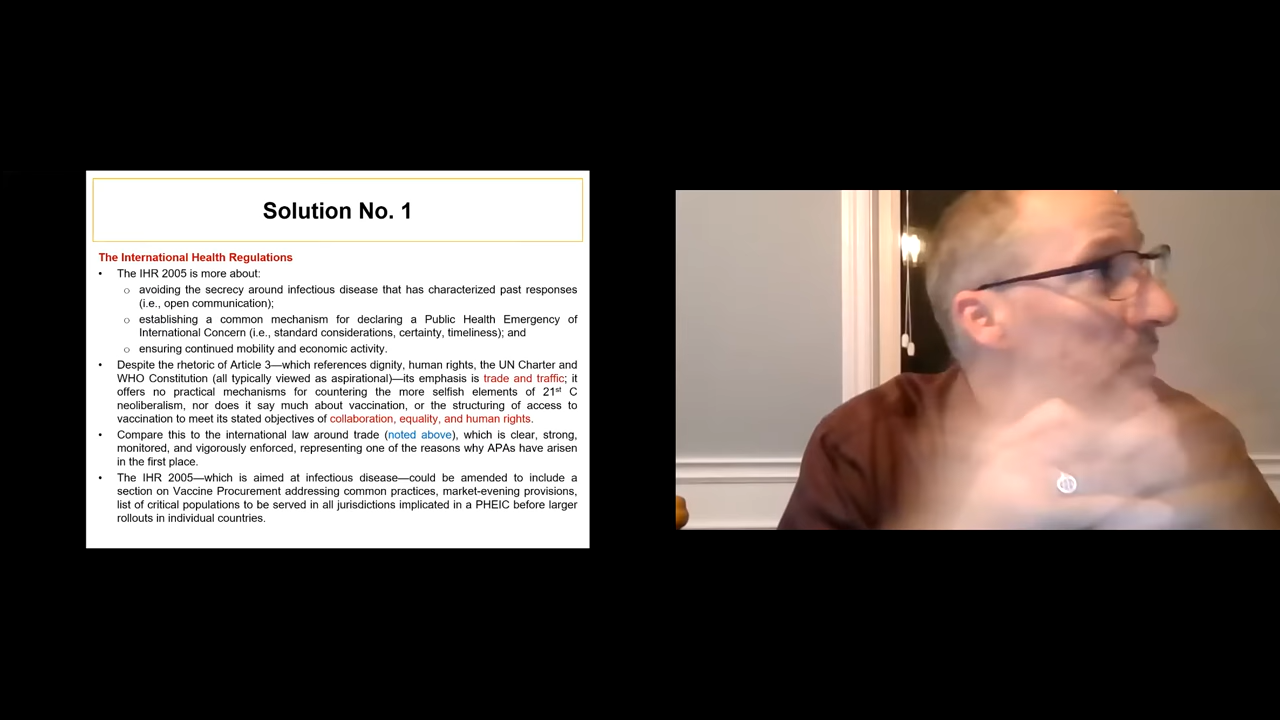 Solution No. 1
The International Health Regulations
• The IHR 2005 is more about:
o avoiding the secrecy around infectious disease that has characterized past responses
(i.e., open communication);
o establishing a common mechanism for declaring a Public Health Emergency of
International Concern (i.e., standard considerations, certainty, timeliness); and
o ensuring continued mobility and economic activity.
• Despite the rhetoric of Article 3—which references dignity, human rights, the UN Charter and
WHO Constitution (all typically viewed as aspirational)—its emphasis is trade and traffic; it
offers no practical mechanisms for countering the more selfish elements of 21st C
neoliberalism, nor does it say much about vaccination, or the structuring of access to
vaccination to meet its stated objectives of collaboration, equality, and human rights.
• Compare this to the international law around trade (noted above), which is clear, strong,
monitored, and vigorously enforced, representing one of the reasons why APAs have arisen
in the first place.
• The IHR 2005—which is aimed at infectious disease—could be amended to include a
section on Vaccine Procurement addressing common practices, market-evening provisions,
list of critical populations to be served in all jurisdictions implicated in a PHEIC before larger
rollouts in individual countries.